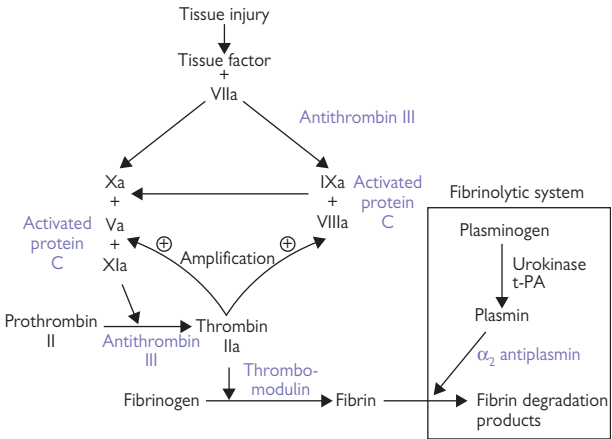 Tissue injury
Tissue factor
+
VIIa
Antithrombin III
Xa
+
Va
+
XIa
Activated
protein
C
IXa
+
VIIIa
Activated
protein
C
+
Amplification
+
Prothrombin
II
Antithrombin
III
Thrombin
IIa
Thrombo-
modulin
Fibrinogen
Fibrin
Fibrinolytic system
Plasminogen
Urokinase
t-PA
Plasmin
α₂ antiplasmin
Fibrin degradation
products